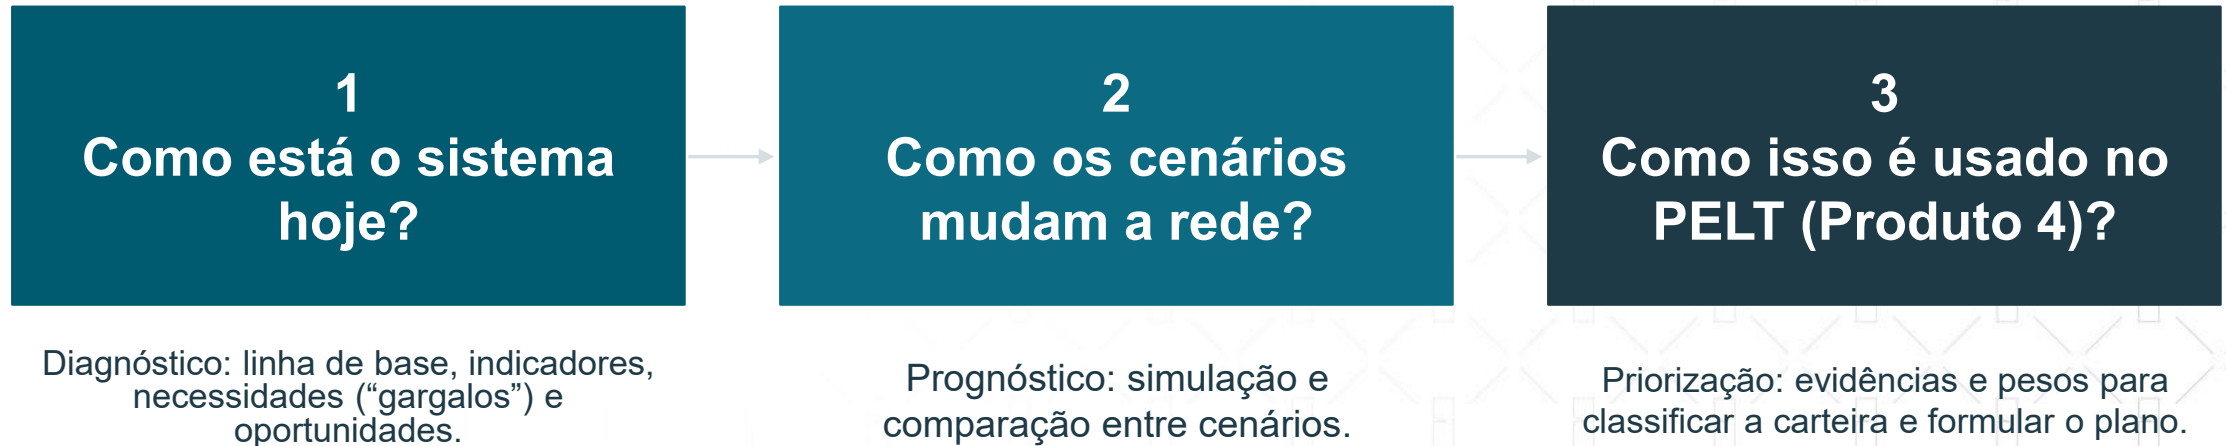 1
Como está o sistema
hoje?
2
Como os cenários
mudam a rede?
3
Como isso é usado no
PELT (Produto 4)?
Diagnóstico: linha de base, indicadores,
necessidades (“gargalos”) e
oportunidades.
Prognóstico: simulação e
comparação entre cenários.
Priorização: evidências e pesos para
classificar a carteira e formular o plano.